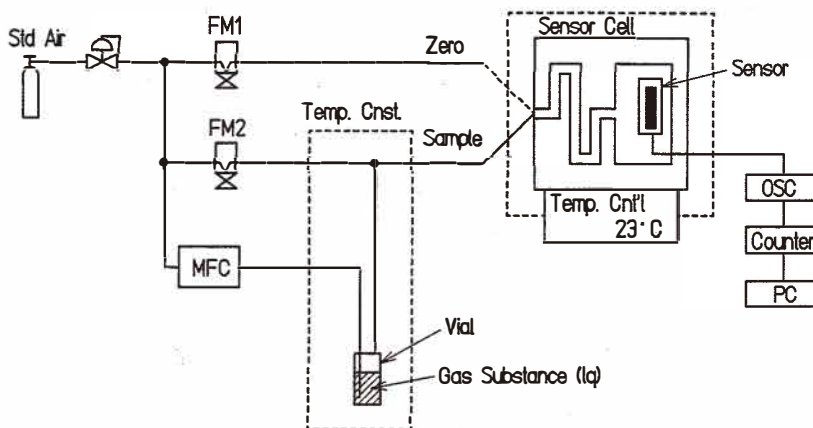 Std Air
FM1
Zero
Sensor Cell
Sensor
FM2
Temp. Cnst.
Sample
OSC
Temp. Cnt'l
23°C
Counter
MFC
PC
Vial
Gas Substance (lq)